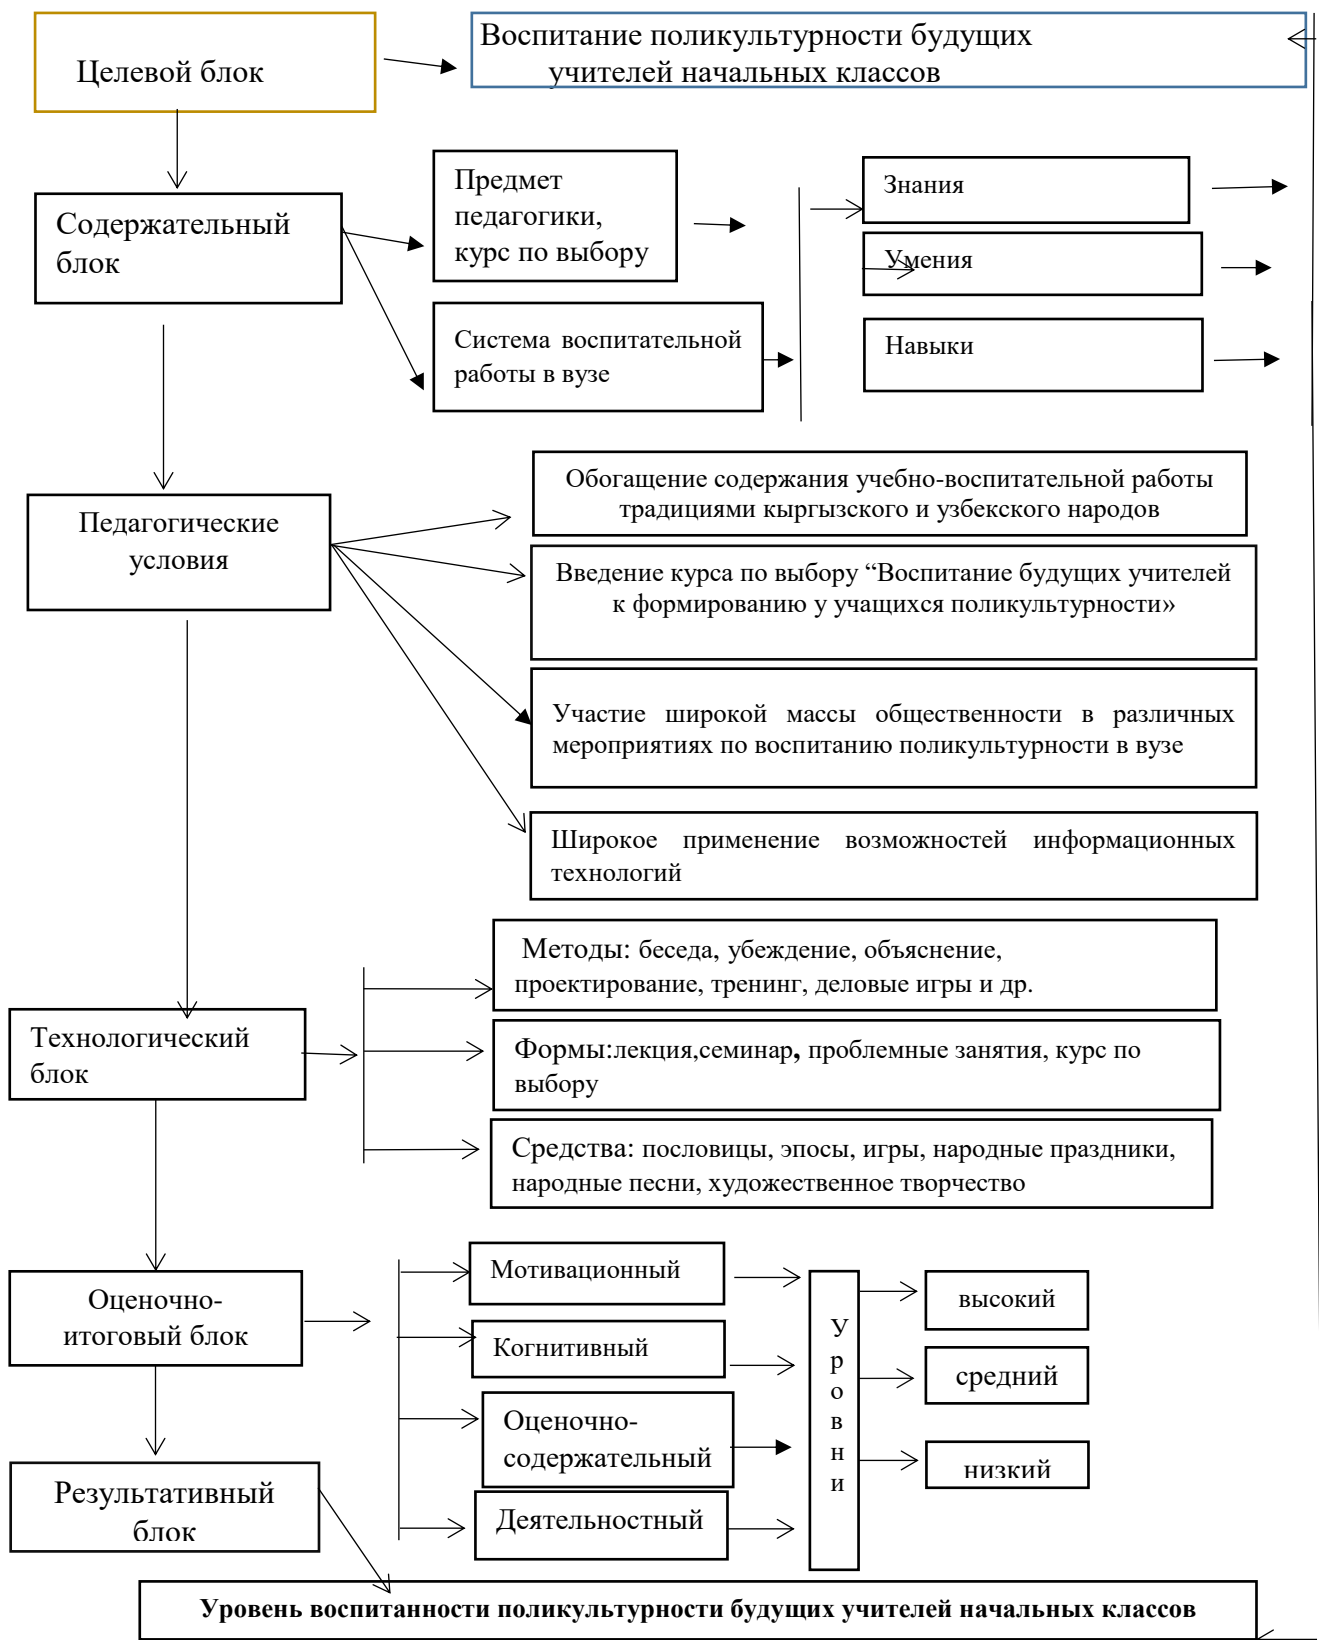 Целевой блок
Воспитание поликультурности будущих
учителей начальных классов
Содержательный
блок
Предмет
педагогики,
курс по выбору
Система воспитательной
работы в вузе
Знания
Умения
Навыки
Педагогические
условия
Обогащение содержания учебно-воспитательной работы
традициями кыргызского и узбекского народов
Введение курса по выбору “Воспитание будущих учителей
к формированию у учащихся поликультурности»
Участие широкой массы общественности в различных
мероприятиях по воспитанию поликультурности в вузе
Широкое применение возможностей информационных
технологий
Технологический
блок
Методы: беседа, убеждение, объяснение,
проектирование, тренинг, деловые игры и др.
Формы:лекция,семинар, проблемные занятия, курс по
выбору
Средства: пословицы, эпосы, игры, народные праздники,
народные песни, художественное творчество
Оценочно-
итоговый блок
Мотивационный
Когнитивный
Оценочно-
содержательный
Деятельностный
У
р
о
в
н
и
высокий
средний
низкий
Результативный
блок
Уровень воспитанности поликультурности будущих учителей начальных классов